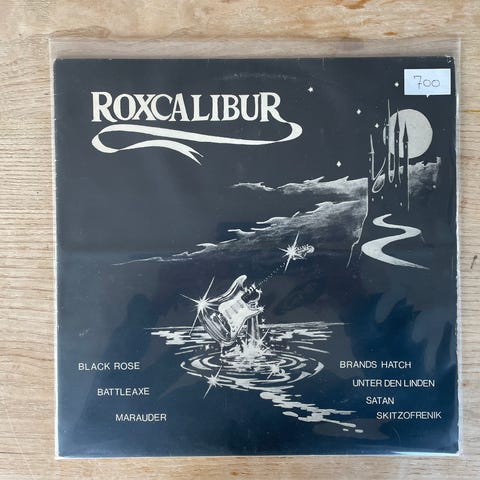 700
ROXCALIBUR
BLACK ROSE
BATTLEAXE
MARAUDER
BRANDS HATCH
UNTER DEN LINDEN
SATAN
SKITZOFRENIK